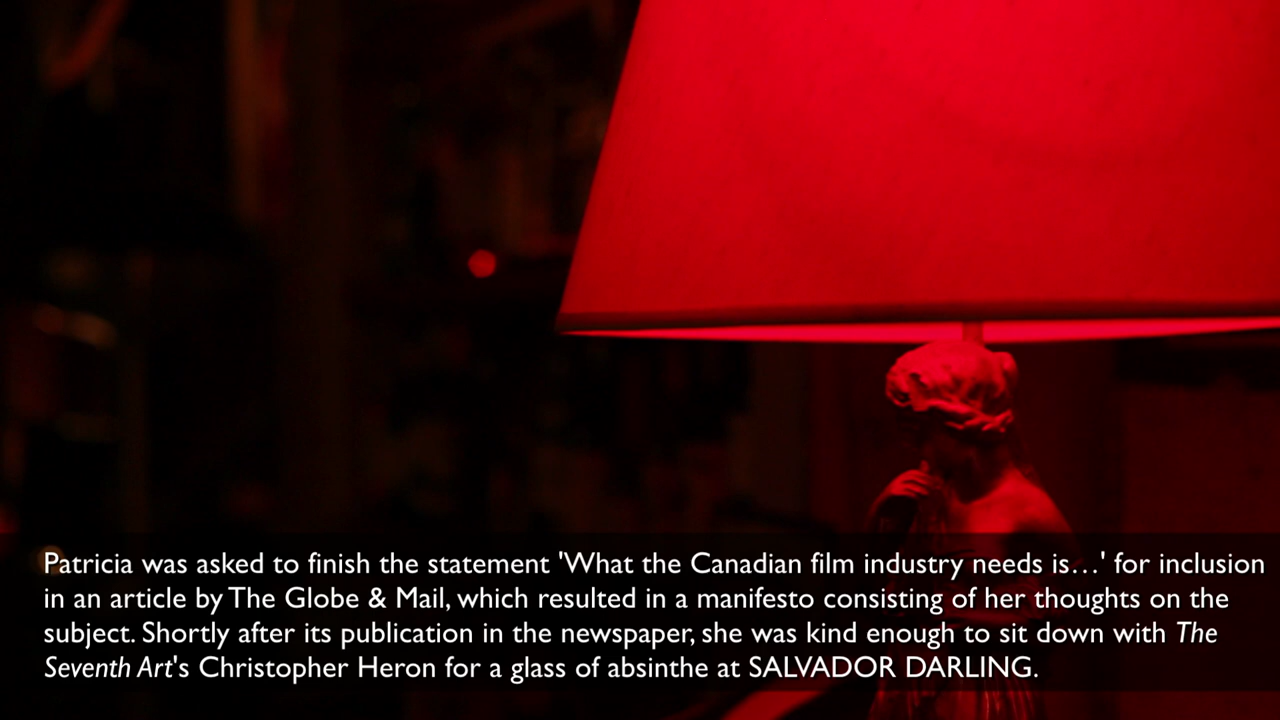 Patricia was asked to finish the statement 'What the Canadian film industry needs is…' for inclusion
in an article by The Globe & Mail, which resulted in a manifesto consisting of her thoughts on the
subject. Shortly after its publication in the newspaper, she was kind enough to sit down with The
Seventh Art's Christopher Heron for a glass of absinthe at SALVADOR DARLING.